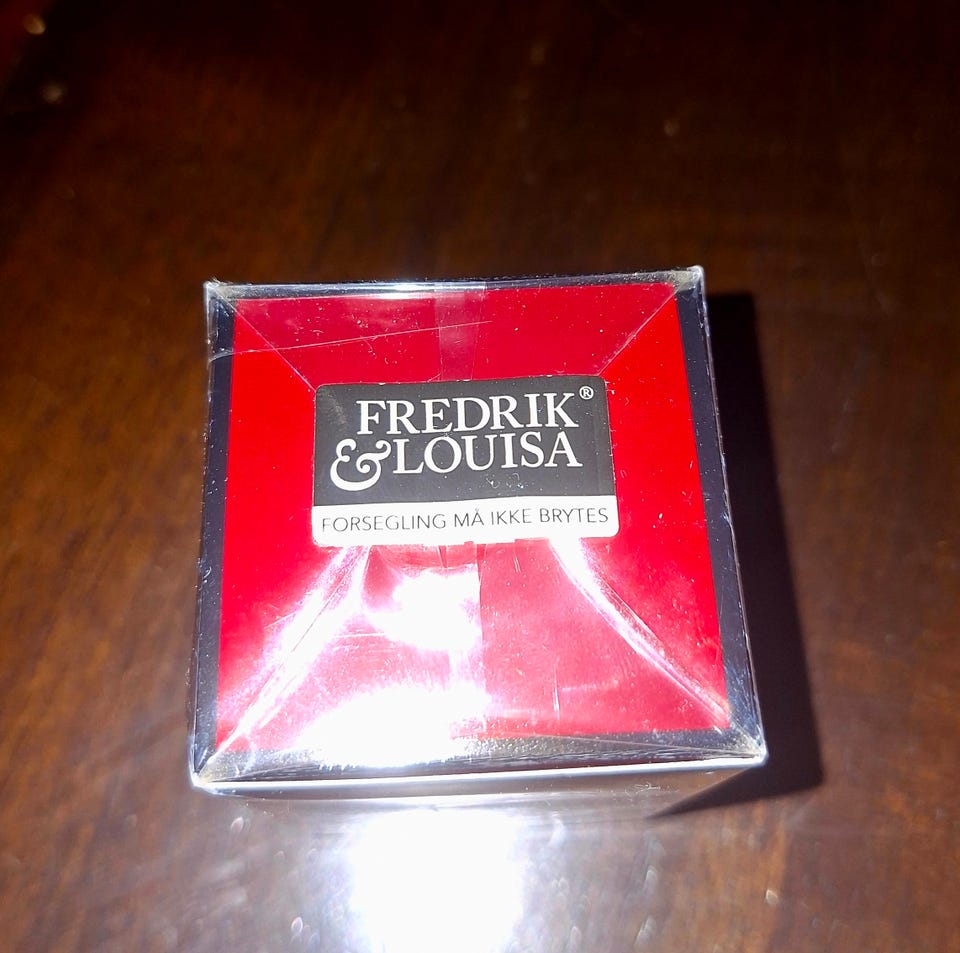 FREDRIK®
&LOUISA
FORSEGLING MÅ IKKE BRYTES